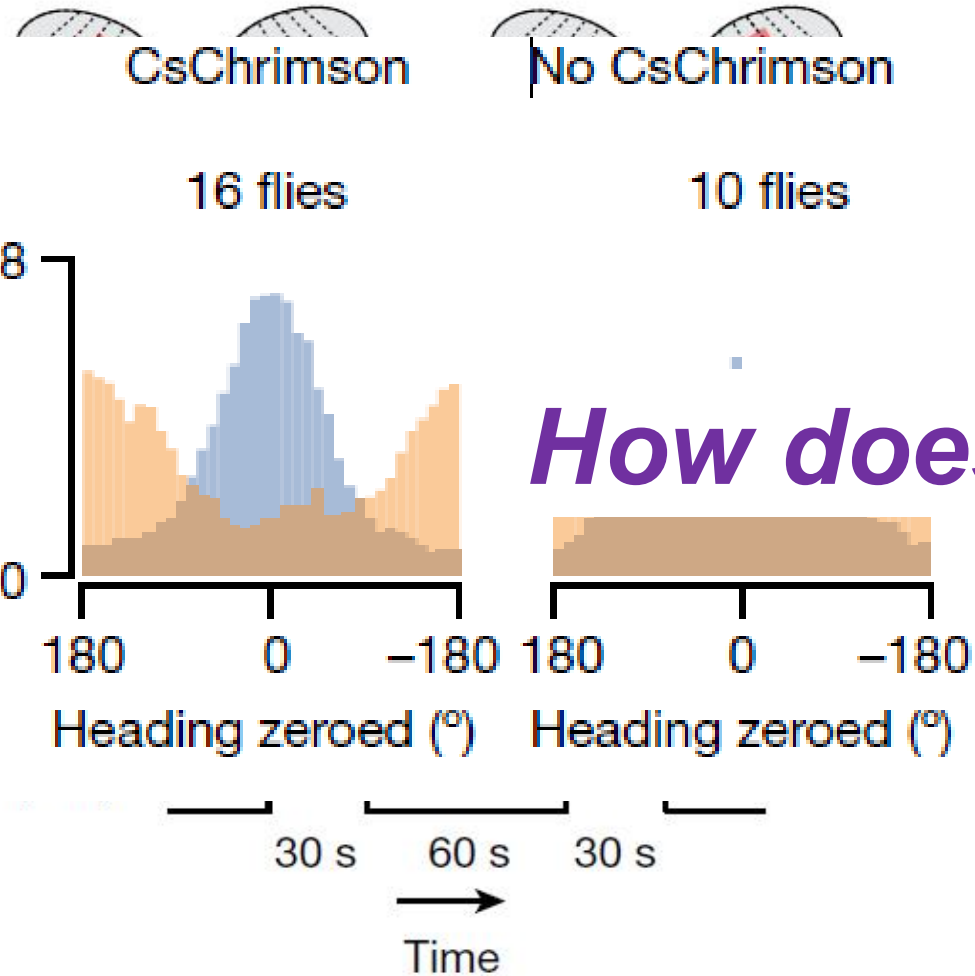 CsChrimson
No CsChrimson
16 flies
10 flies
8
How does
0
180 0 –180
180 0 –180
Heading zeroed (º)
Heading zeroed (º)
30 s 60 s 30 s
Time